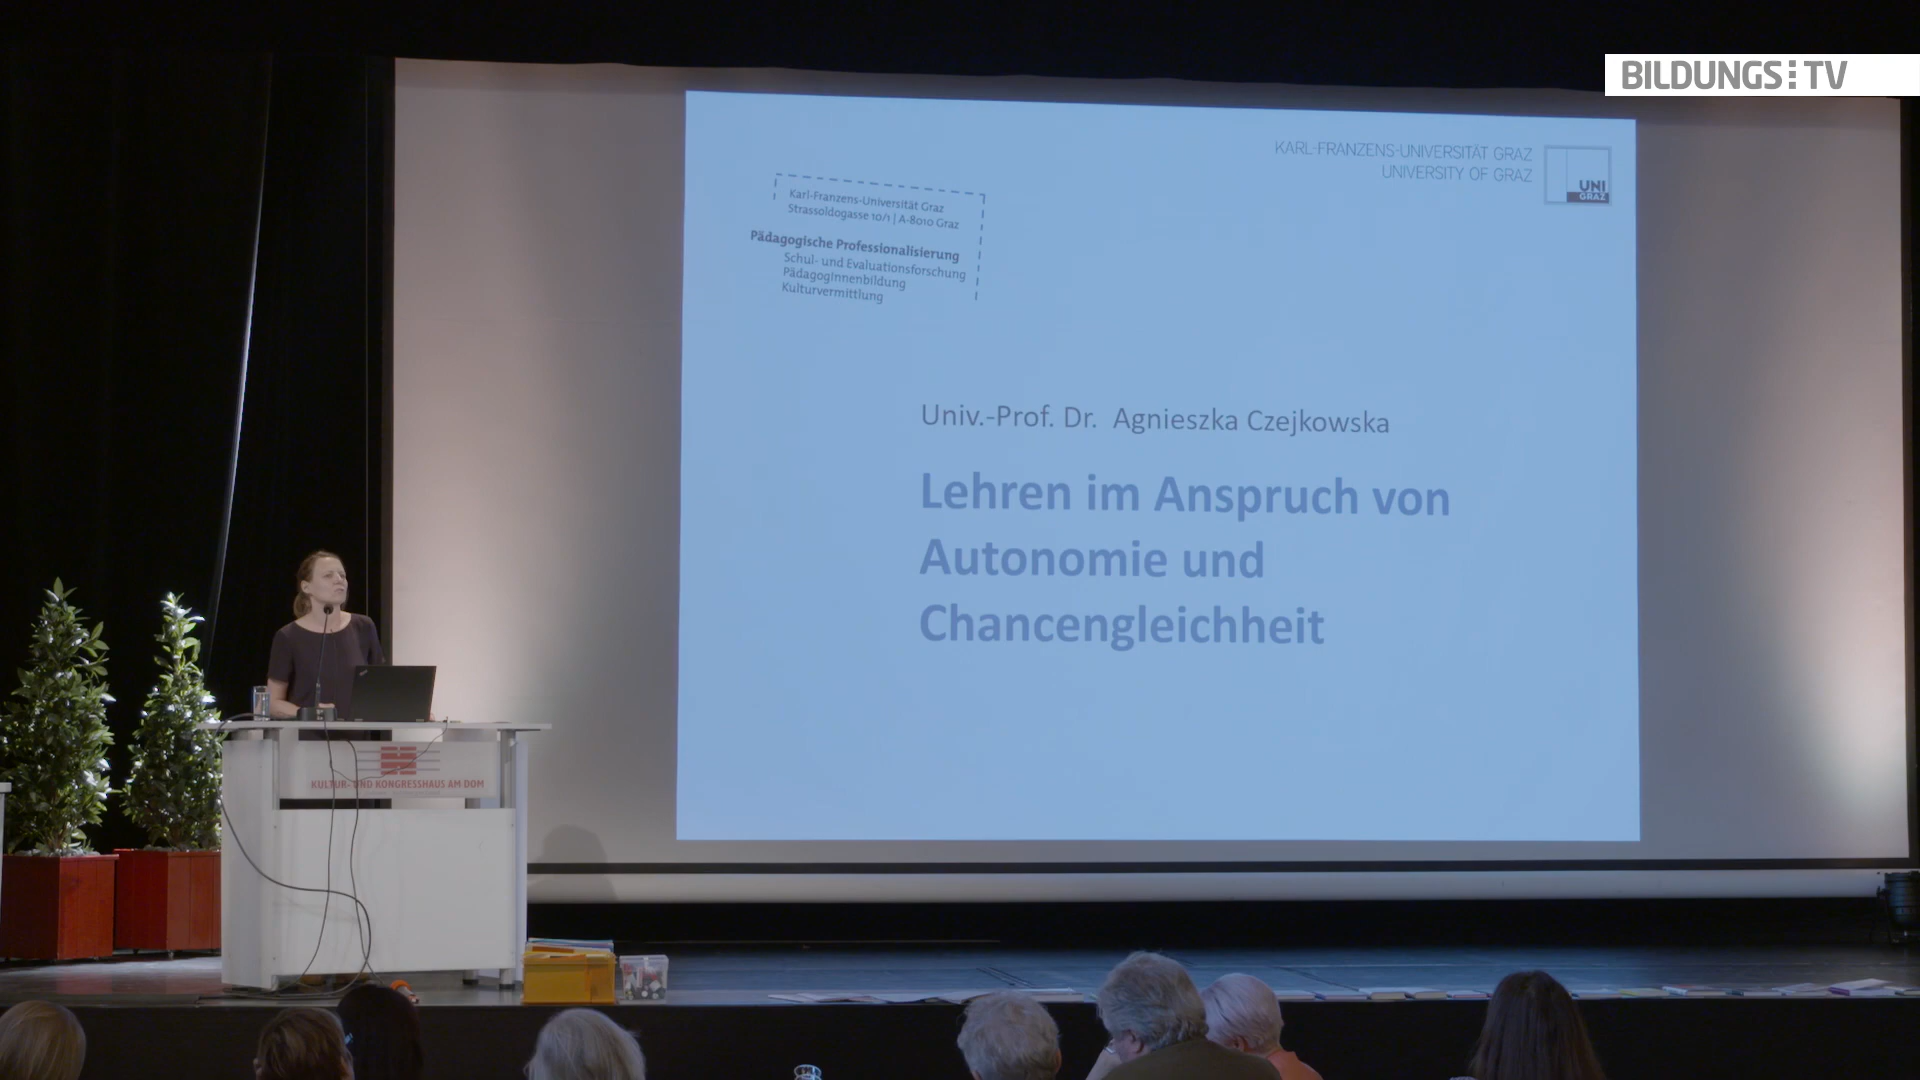 BILDUNGS:TV
KARL-FRANZENS-UNIVERSITÄT GRAZ
UNIVERSITY OF GRAZ
UNI
GRAZ
Karl-Franzens-Universität Graz
Strassoldogasse 10/1 | A-8010 Graz
Pädagogische Professionalisierung
Schul- und Evaluationsforschung
PädagogInnenbildung
Kulturvermittlung
Univ.-Prof. Dr. Agnieszka Czejkowska
Lehren im Anspruch von
Autonomie und
Chancengleichheit
KULTUR- UND KONGRESSHAUS AM DOM